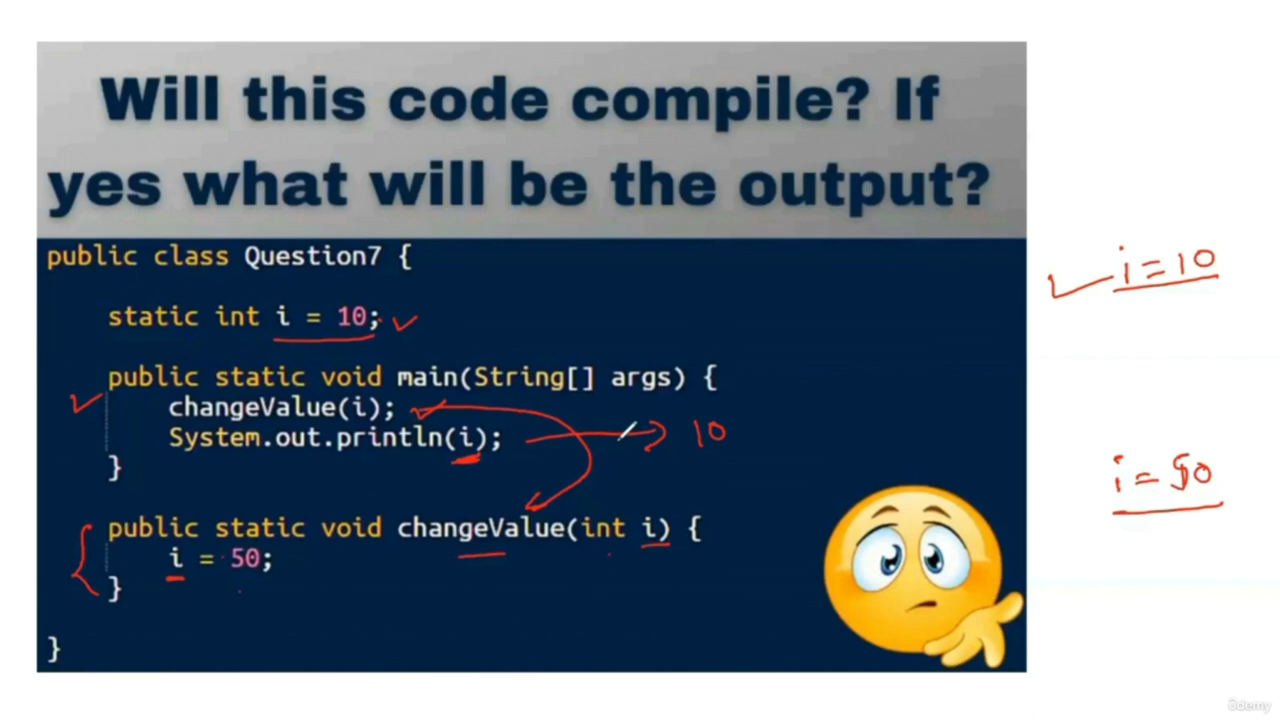 Will this code compile? If
yes what will be the output?
public class Question7 {
static int i = 10;
i=10
public static void main(String[] args) {
changeValue(i);
System.out.println(i);
10
}
i=50
public static void changeValue(int i) {
i = 50;
}
}
ûdemy